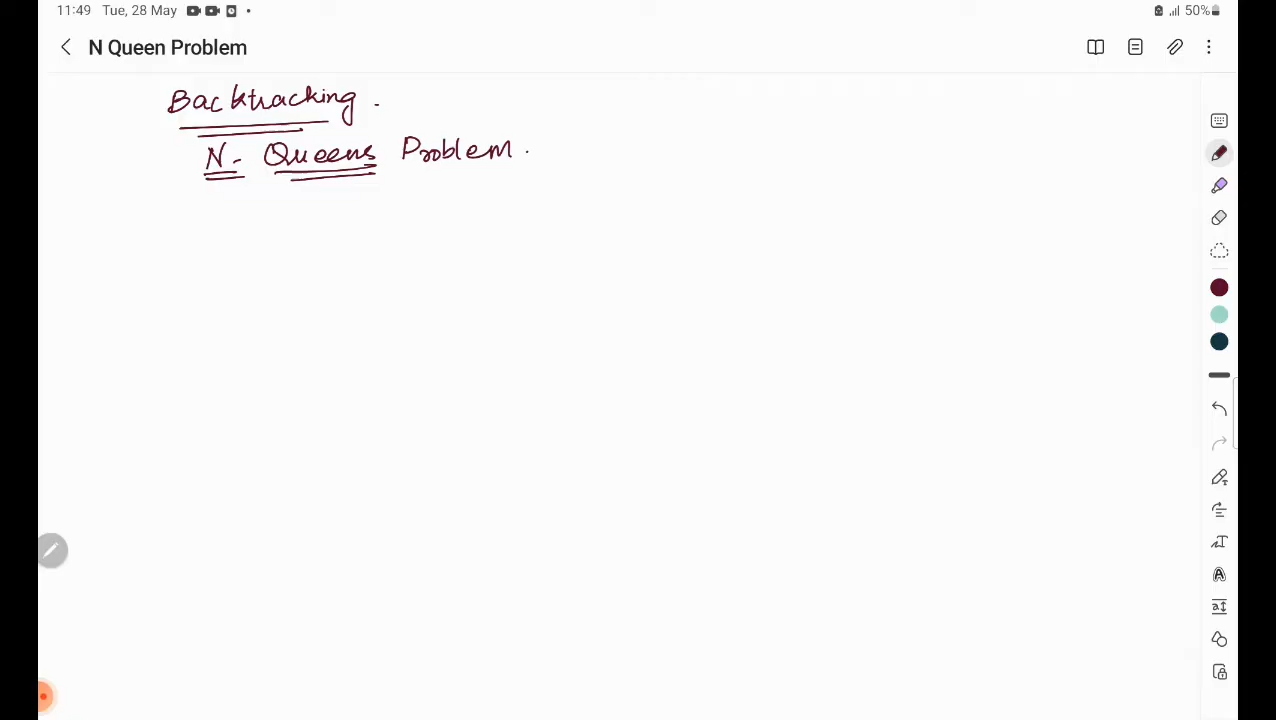 11:49 Tue, 28 May 50%
N Queen Problem
Backtracking.
N- Queens Problem.